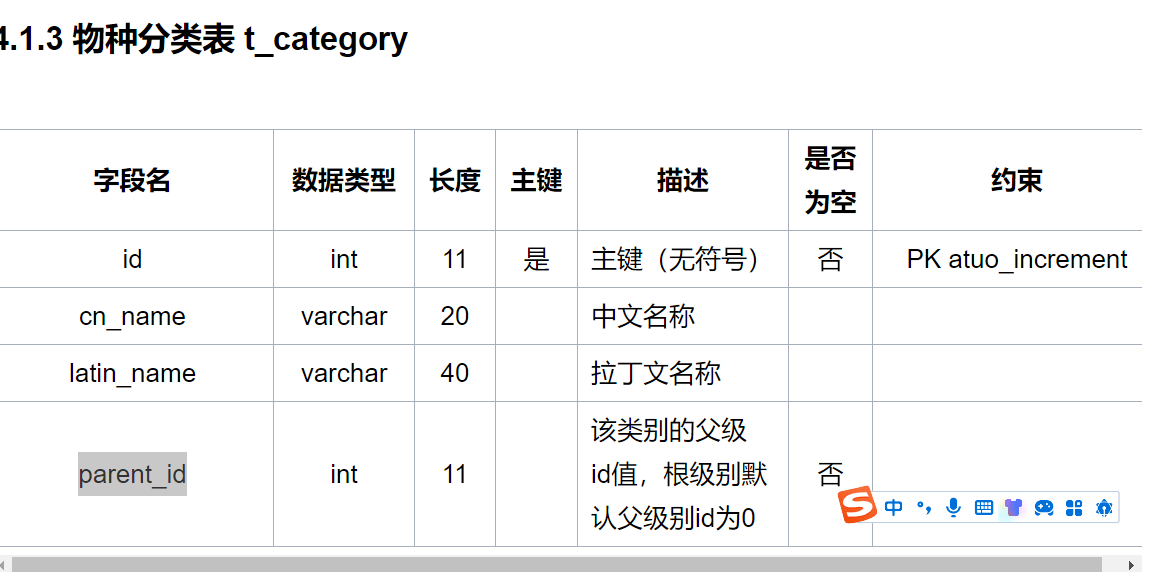 4.1.3 物种分类表 t_category
字段名 数据类型 长度 主键 描述 是否 约束
为空
id int 11 是 主键（无符号） 否 PK atuo_increment
cn_name varchar 20 中文名称
latin_name varchar 40 拉丁文名称
parent_id int 11 该类别的父级 否
id值，根级别默
认父级别id为0
中